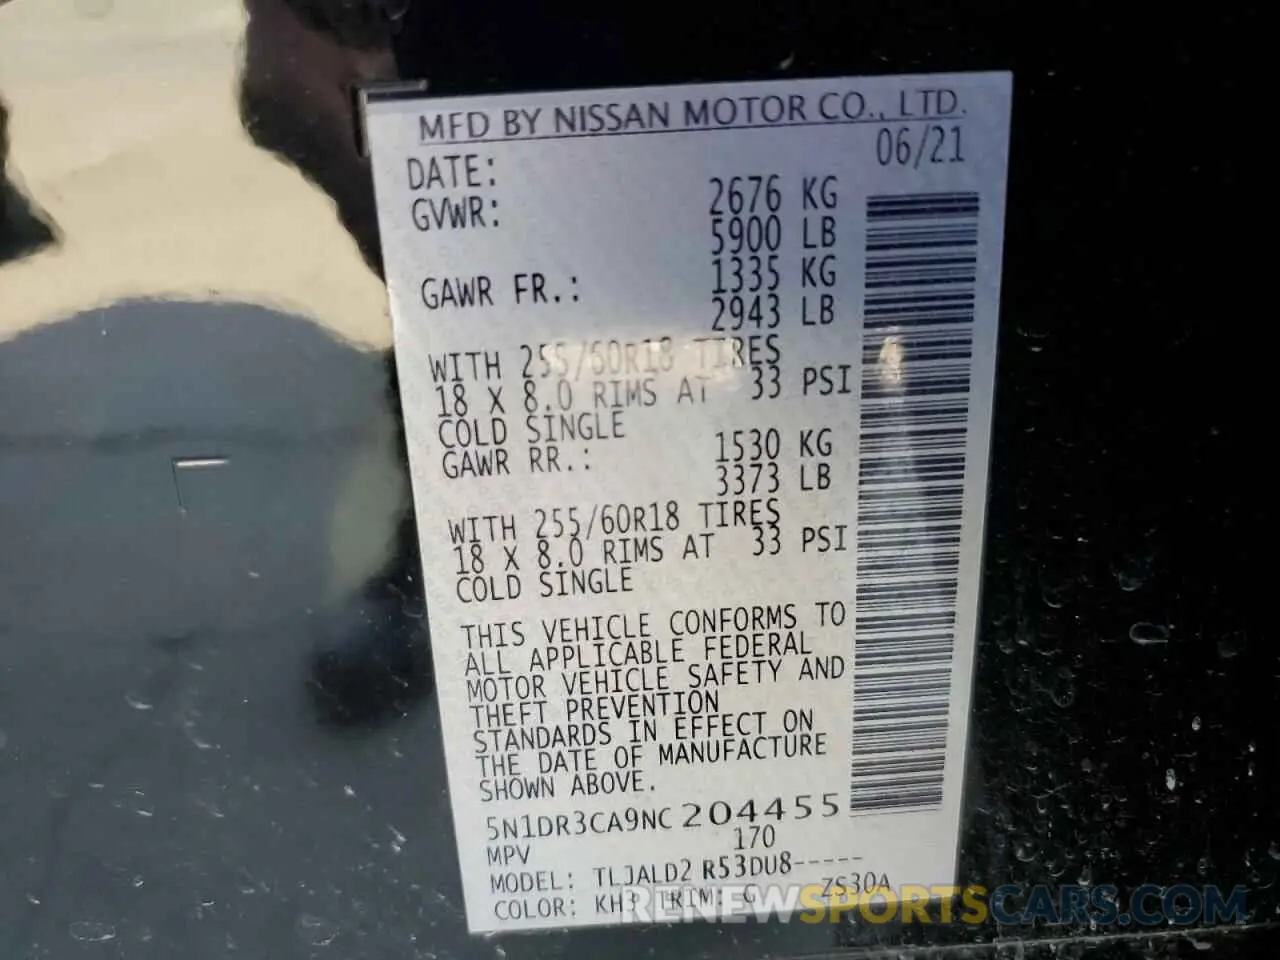 MFD BY NISSAN MOTOR CO., LTD.
DATE: 06/21
GVWR: 2676 KG
5900 LB
GAWR FR.: 1335 KG
2943 LB
WITH 255/60R18 TIRES
18 X 8.0 RIMS AT 33 PSI
COLD SINGLE
GAWR RR.: 1530 KG
3373 LB
WITH 255/60R18 TIRES
18 X 8.0 RIMS AT 33 PSI
COLD SINGLE
THIS VEHICLE CONFORMS TO
ALL APPLICABLE FEDERAL
MOTOR VEHICLE SAFETY AND
THEFT PREVENTION
STANDARDS IN EFFECT ON
THE DATE OF MANUFACTURE
SHOWN ABOVE.
5N1DR3CA9NC204455
MPV 170
MODEL: TLJALD2 R53DU8-----
COLOR: KH3 TRIM: G ZS30A
RENEWSPORTSCARS.COM